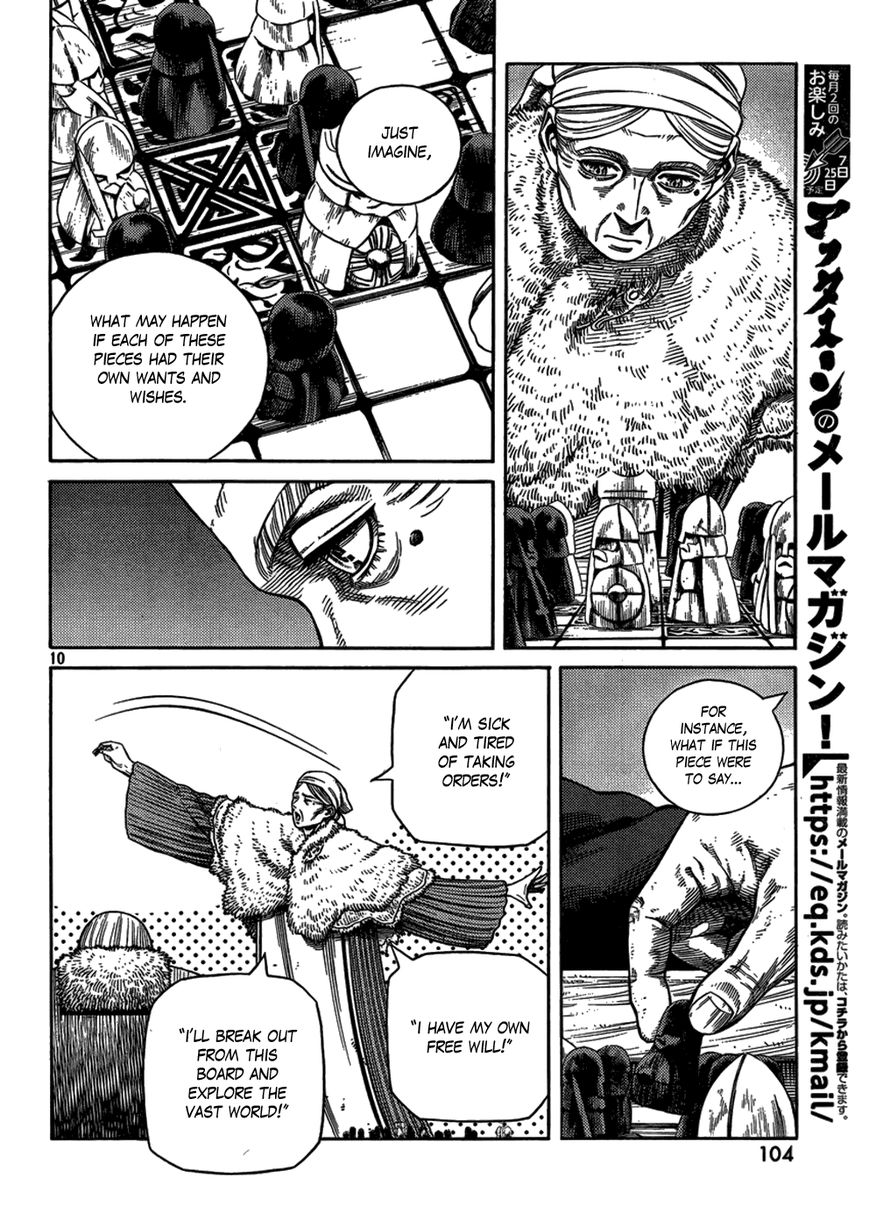 JUST
IMAGINE,
WHAT MAY HAPPEN
IF EACH OF THESE
PIECES HAD THEIR
OWN WANTS AND
WISHES.
10
FOR
INSTANCE,
WHAT IF THIS
PIECE WERE
TO SAY...
"I'M SICK
AND TIRED
OF TAKING
ORDERS!"
"I HAVE MY OWN
FREE WILL!"
"I'LL BREAK OUT
FROM THIS
BOARD AND
EXPLORE THE
VAST WORLD!"
毎月2回の
お楽しみ
7日
25日
予定
アフタヌーンのメールマガジン!
最新情報満載のメールマガジン。読みたいかたは、コチラから登録できます。
https://eq.kds.jp/kmail/
104